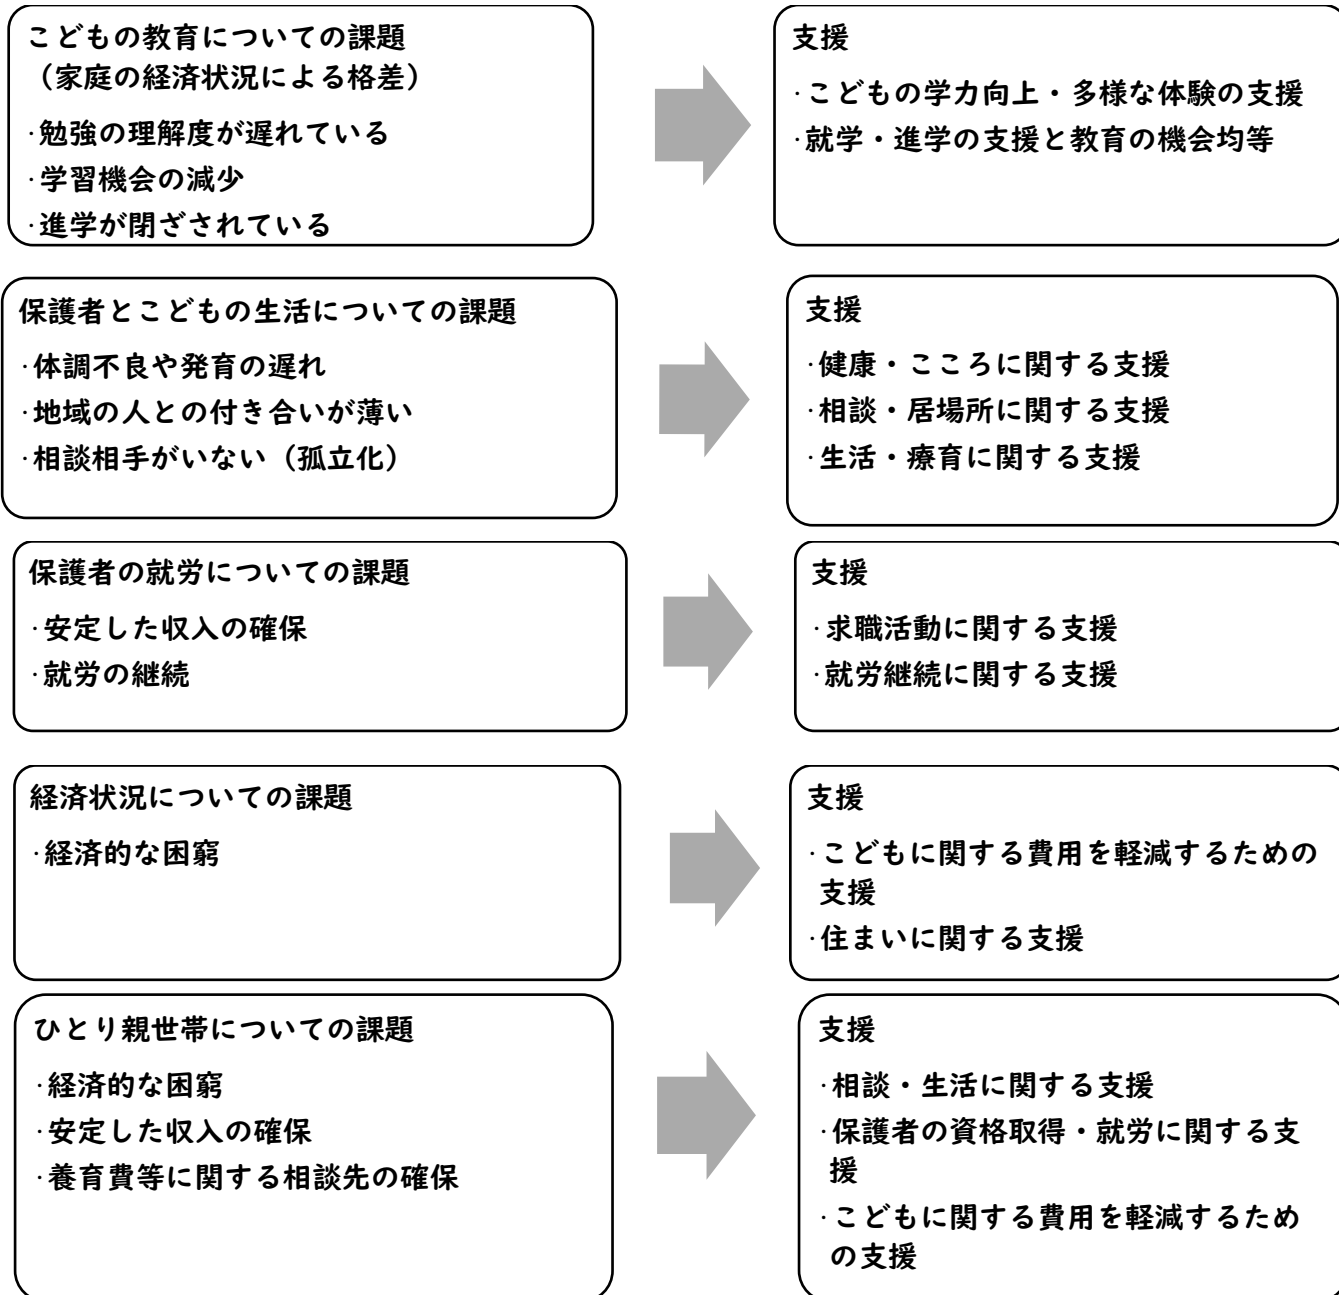 こどもの教育についての課題
（家庭の経済状況による格差）
·勉強の理解度が遅れている
·学習機会の減少
·進学が閉ざされている
支援
·こどもの学力向上・多様な体験の支援
·就学・進学の支援と教育の機会均等
保護者とこどもの生活についての課題
·体調不良や発育の遅れ
·地域の人との付き合いが薄い
·相談相手がいない（孤立化）
支援
·健康・こころに関する支援
·相談・居場所に関する支援
·生活・療育に関する支援
保護者の就労についての課題
·安定した収入の確保
·就労の継続
支援
·求職活動に関する支援
·就労継続に関する支援
経済状況についての課題
·経済的な困窮
支援
·こどもに関する費用を軽減するための
支援
·住まいに関する支援
ひとり親世帯についての課題
·経済的な困窮
·安定した収入の確保
·養育費等に関する相談先の確保
支援
·相談・生活に関する支援
·保護者の資格取得・就労に関する支
援
·こどもに関する費用を軽減するため
の支援